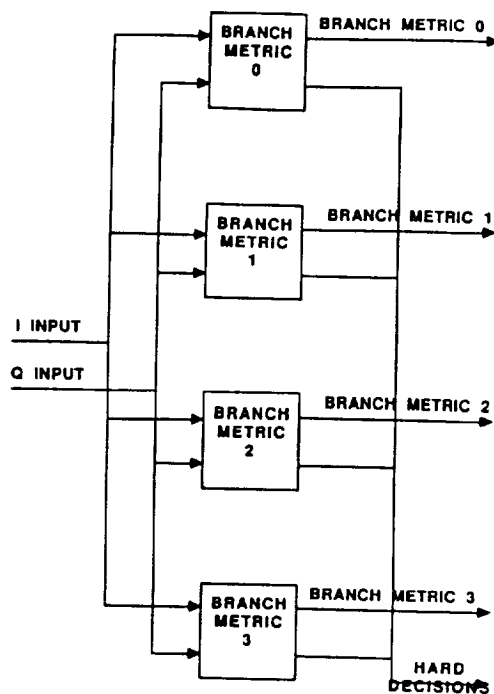 BRANCH
METRIC
0
BRANCH METRIC 0
BRANCH
METRIC
1
BRANCH METRIC 1
I INPUT
Q INPUT
BRANCH
METRIC
2
BRANCH METRIC 2
BRANCH
METRIC
3
BRANCH METRIC 3
HARD
DECISIONS